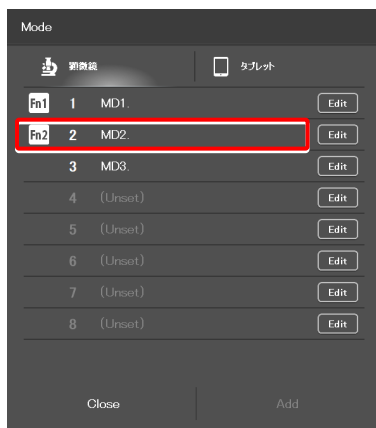 Mode
顕微鏡 タブレット
Fn1 1 MD1. Edit
Fn2 2 MD2. Edit
3 MD3. Edit
4 (Unset) Edit
5 (Unset) Edit
6 (Unset) Edit
7 (Unset) Edit
8 (Unset) Edit
Close Add